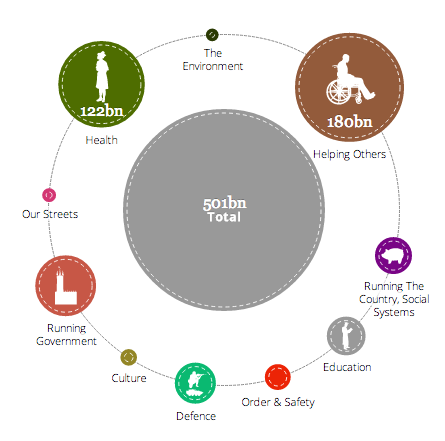 The
Environment
122bn
Health
180bn
Helping Others
501bn
Total
Our Streets
Running The
Country, Social
Systems
Running
Government
Education
Culture
Order & Safety
Defence